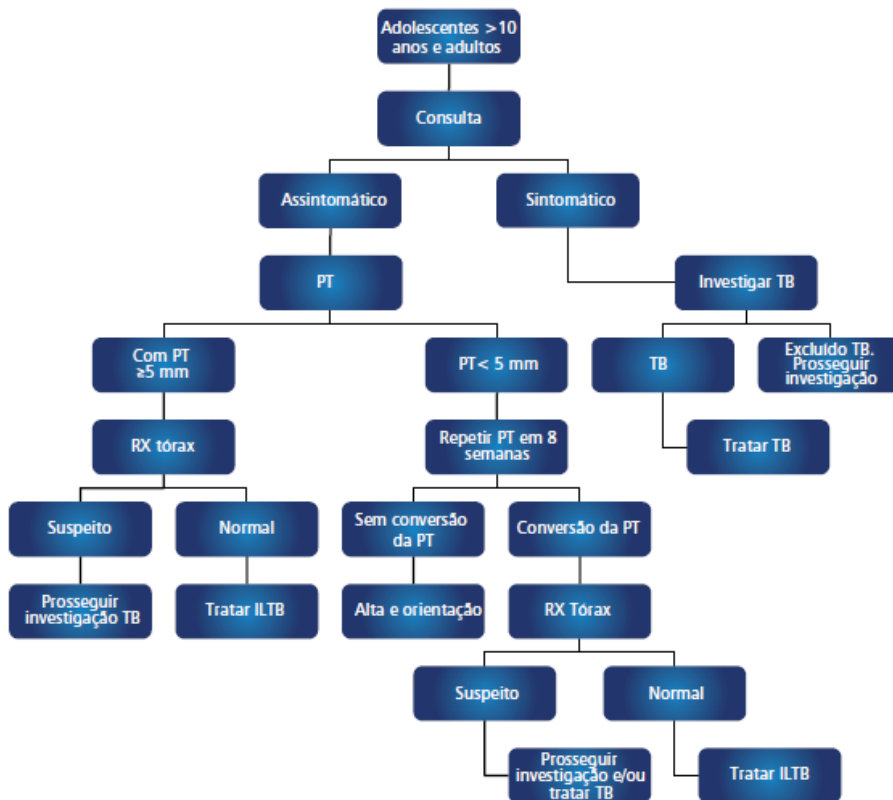 Adolescentes >10
anos e adultos
Consulta
Assintomático
Sintomático
PT
Investigar TB
Com PT
≥5 mm
PT< 5 mm
TB
Excluído TB.
Prosseguir
investigação
RX tórax
Repetir PT em 8
semanas
Tratar TB
Suspeito
Normal
Sem conversão
da PT
Conversão da PT
Prosseguir
investigação TB
Tratar ILTB
Alta e orientação
RX Tórax
Suspeito
Normal
Prosseguir
investigação e/ou
tratar TB
Tratar ILTB